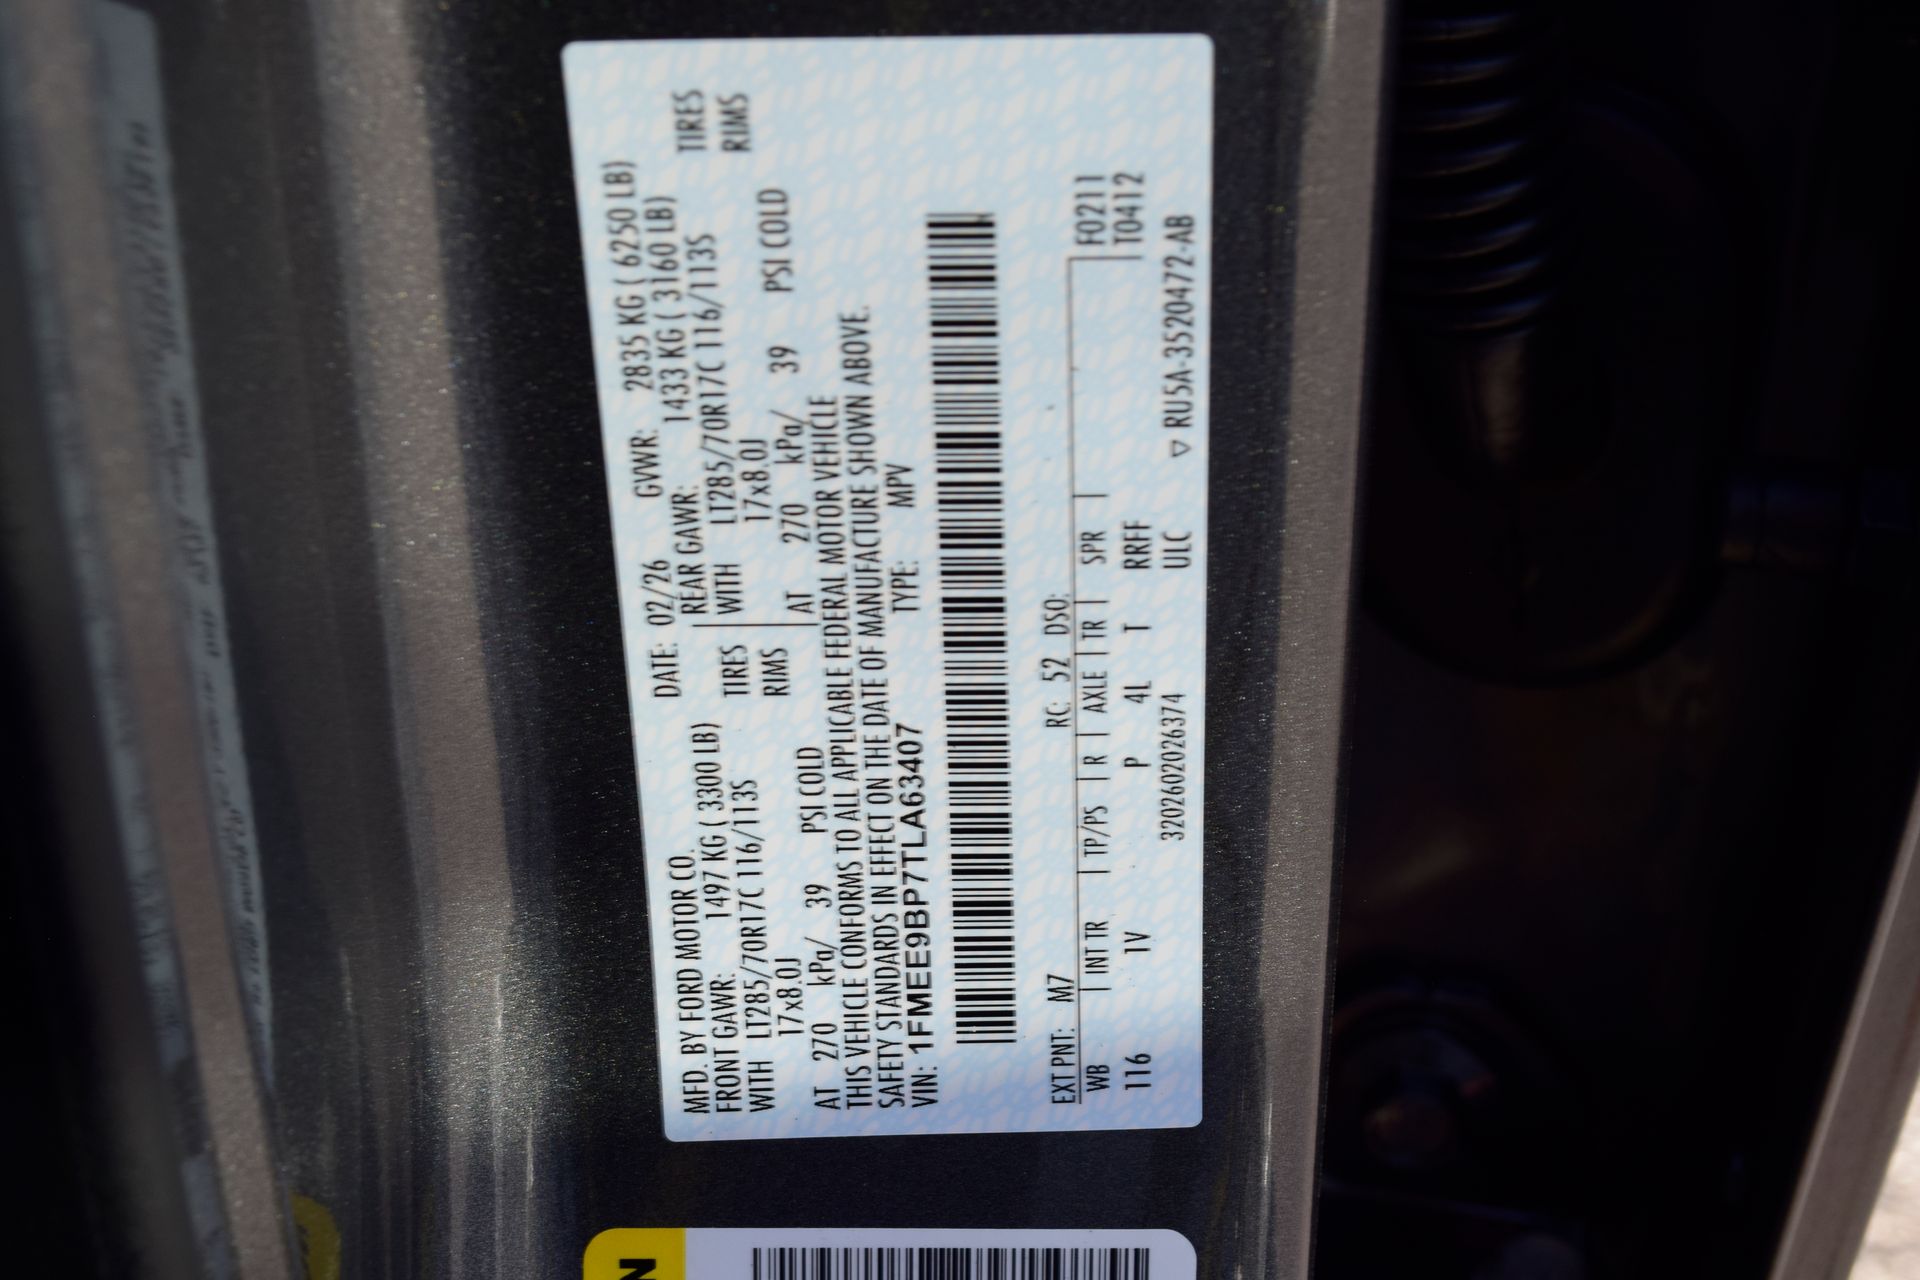 MFD. BY FORD MOTOR CO. DATE: 02/26 GVWR: 2835 KG ( 6250 LB)
FRONT GAWR: 1497 KG ( 3300 LB) REAR GAWR: 1433 KG ( 3160 LB)
WITH LT285/70R17C 116/113S TIRES WITH LT285/70R17C 116/113S TIRES
17x8.0J RIMS 17x8.0J RIMS
AT 270 kPa/ 39 PSI COLD AT 270 kPa/ 39 PSI COLD
THIS VEHICLE CONFORMS TO ALL APPLICABLE FEDERAL MOTOR VEHICLE
SAFETY STANDARDS IN EFFECT ON THE DATE OF MANUFACTURE SHOWN ABOVE.
VIN: 1FMEE9BP7TLA63407 TYPE: MPV
EXT PNT: M7 RC: 52 DSO:
WB | INT TR | TP/PS | R | AXLE | TR | SPR | F0211
116 1V P 4L T RRFF T0412
320260202026374 ULC ▽ RU5A-3520472-AB